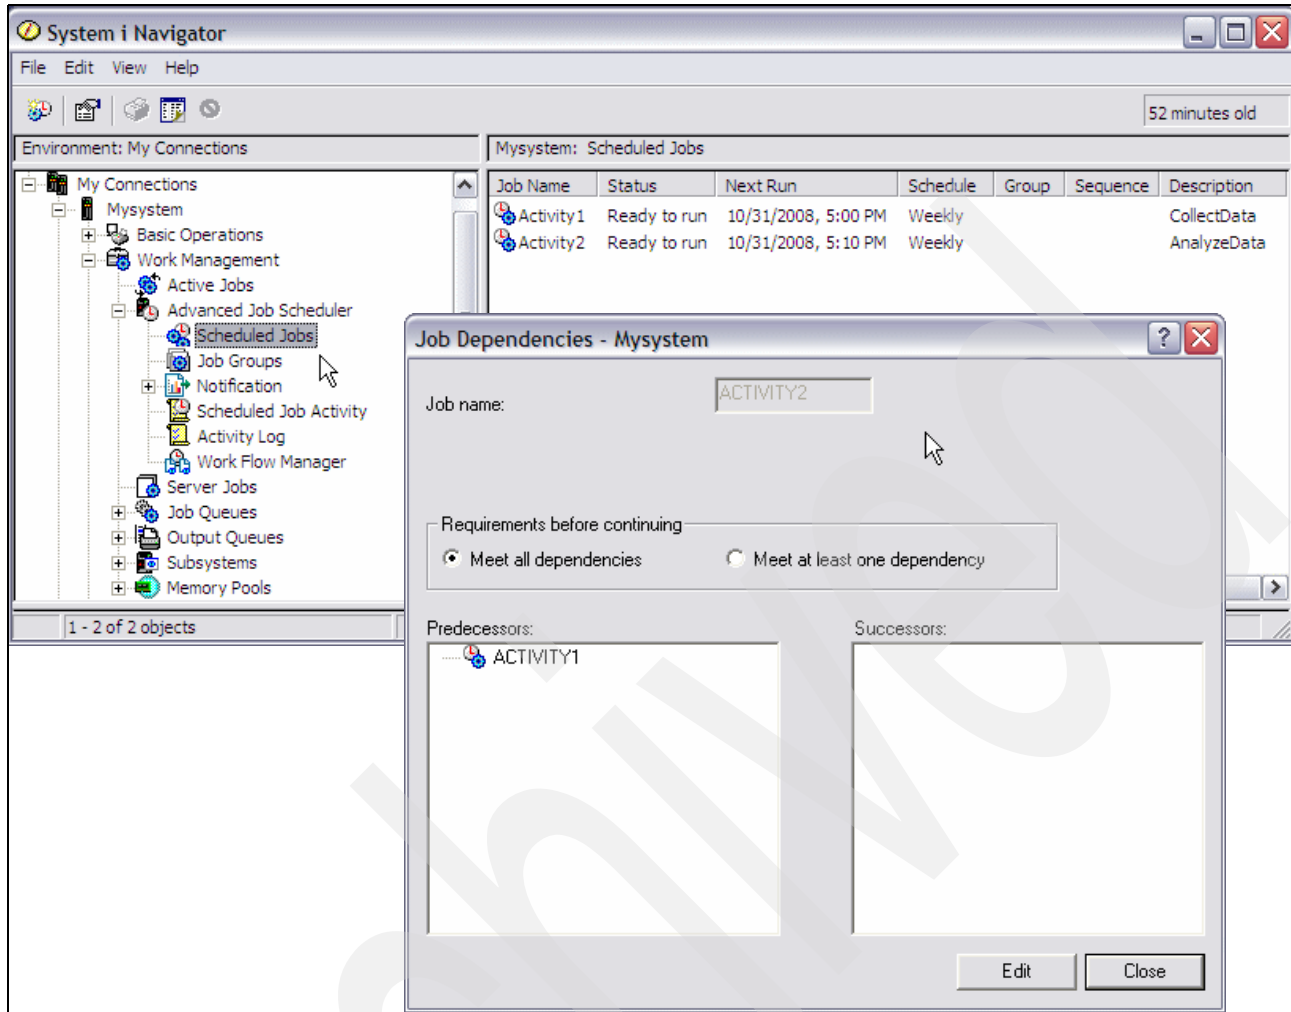 System i Navigator
File Edit View Help
52 minutes old
Environment: My Connections
Mysystem: Scheduled Jobs
My Connections
Mysystem
Basic Operations
Work Management
Active Jobs
Advanced Job Scheduler
Scheduled Jobs
Job Groups
Notification
Scheduled Job Activity
Activity Log
Work Flow Manager
Server Jobs
Job Queues
Output Queues
Subsystems
Memory Pools
Job Name Status Next Run Schedule Group Sequence Description
Activity1 Ready to run 10/31/2008, 5:00 PM Weekly CollectData
Activity2 Ready to run 10/31/2008, 5:10 PM Weekly AnalyzeData
1 - 2 of 2 objects
Job Dependencies - Mysystem
Job name: ACTIVITY2
Requirements before continuing
Meet all dependencies Meet at least one dependency
Predecessors: Successors:
ACTIVITY1
Edit Close